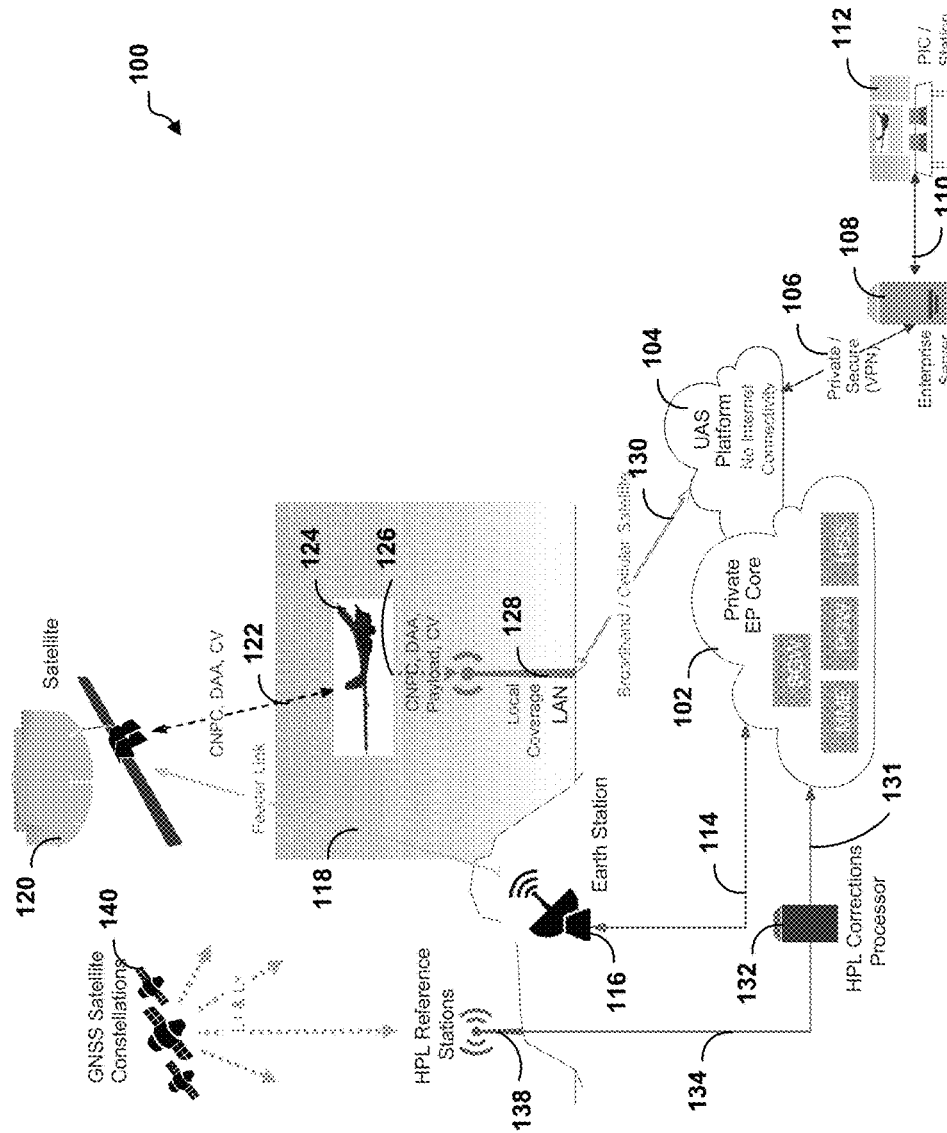 100
GNSS Satellite
Constellations
140
120
Satellite
Feeder Link
CNPC, DAA, CV
122
118
124
126
CNPC, DAA
Payload, CV
Local
Coverage
128
LAN
HPL Reference
Stations
138
116
Earth Station
114
134
132
HPL Corrections
Processor
131
102
Private
EP Core
130
Broadband / Cellular
Satellite
104
UAS
Platform
No Internet
Connectivity
106
Private /
Secure
(VPN)
108
Enterprise
110
112
PIC /